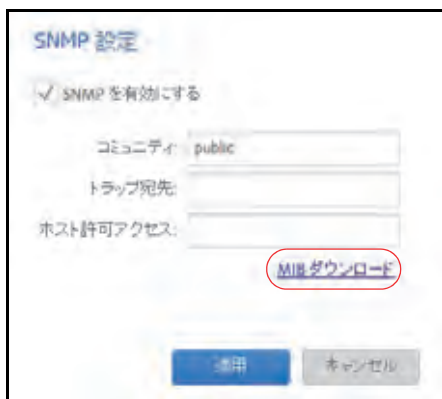 SNMP 設定
SNMP を有効にする
コミュニティ: public
トラップ宛先:
ホスト許可アクセス:
MIB ダウンロード
適用 キャンセル